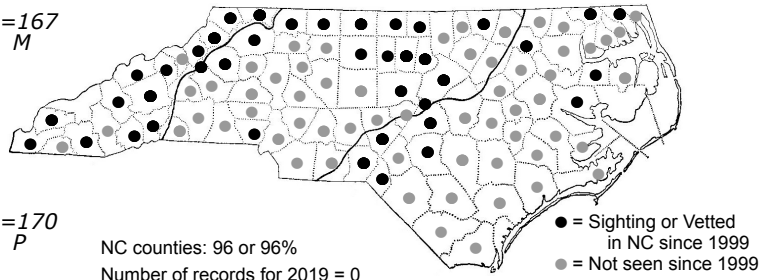 =167
M
=170
P
NC counties: 96 or 96%
Number of records for 2019 = 0
● = Sighting or Vetted
in NC since 1999
● = Not seen since 1999